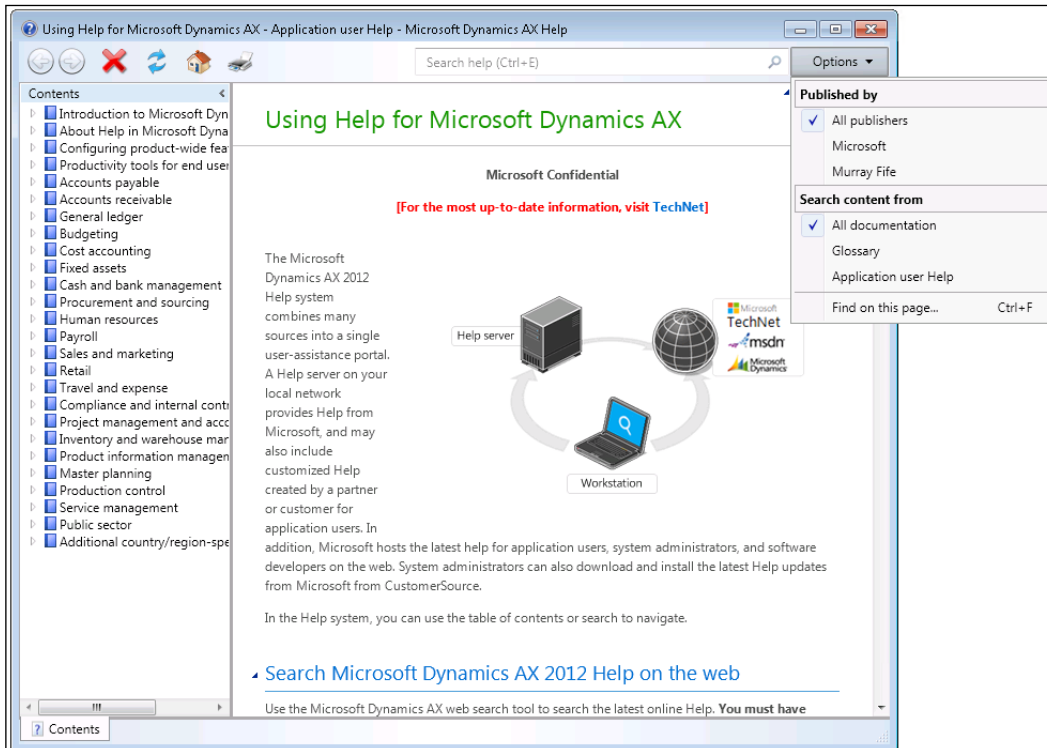 Using Help for Microsoft Dynamics AX - Application user Help - Microsoft Dynamics AX Help
Search help (Ctrl+E)
Options
Contents
Introduction to Microsoft Dyn
About Help in Microsoft Dyna
Configuring product-wide fea
Productivity tools for end user
Accounts payable
Accounts receivable
General ledger
Budgeting
Cost accounting
Fixed assets
Cash and bank management
Procurement and sourcing
Human resources
Payroll
Sales and marketing
Retail
Travel and expense
Compliance and internal contr
Project management and acco
Inventory and warehouse mar
Product information managen
Master planning
Production control
Service management
Public sector
Additional country/region-spe
Contents
Using Help for Microsoft Dynamics AX
Microsoft Confidential
[For the most up-to-date information, visit TechNet]
The Microsoft
Dynamics AX 2012
Help system
combines many
sources into a single
user-assistance portal.
A Help server on your
local network
provides Help from
Microsoft, and may
also include
customized Help
created by a partner
or customer for
application users. In
addition, Microsoft hosts the latest help for application users, system administrators, and software
developers on the web. System administrators can also download and install the latest Help updates
from Microsoft from CustomerSource.
Help server
Microsoft
TechNet
msdn
Microsoft
Dynamics
Workstation
In the Help system, you can use the table of contents or search to navigate.
Search Microsoft Dynamics AX 2012 Help on the web
Use the Microsoft Dynamics AX web search tool to search the latest online Help. You must have
Published by
All publishers
Microsoft
Murray Fife
Search content from
All documentation
Glossary
Application user Help
Find on this page... Ctrl+F